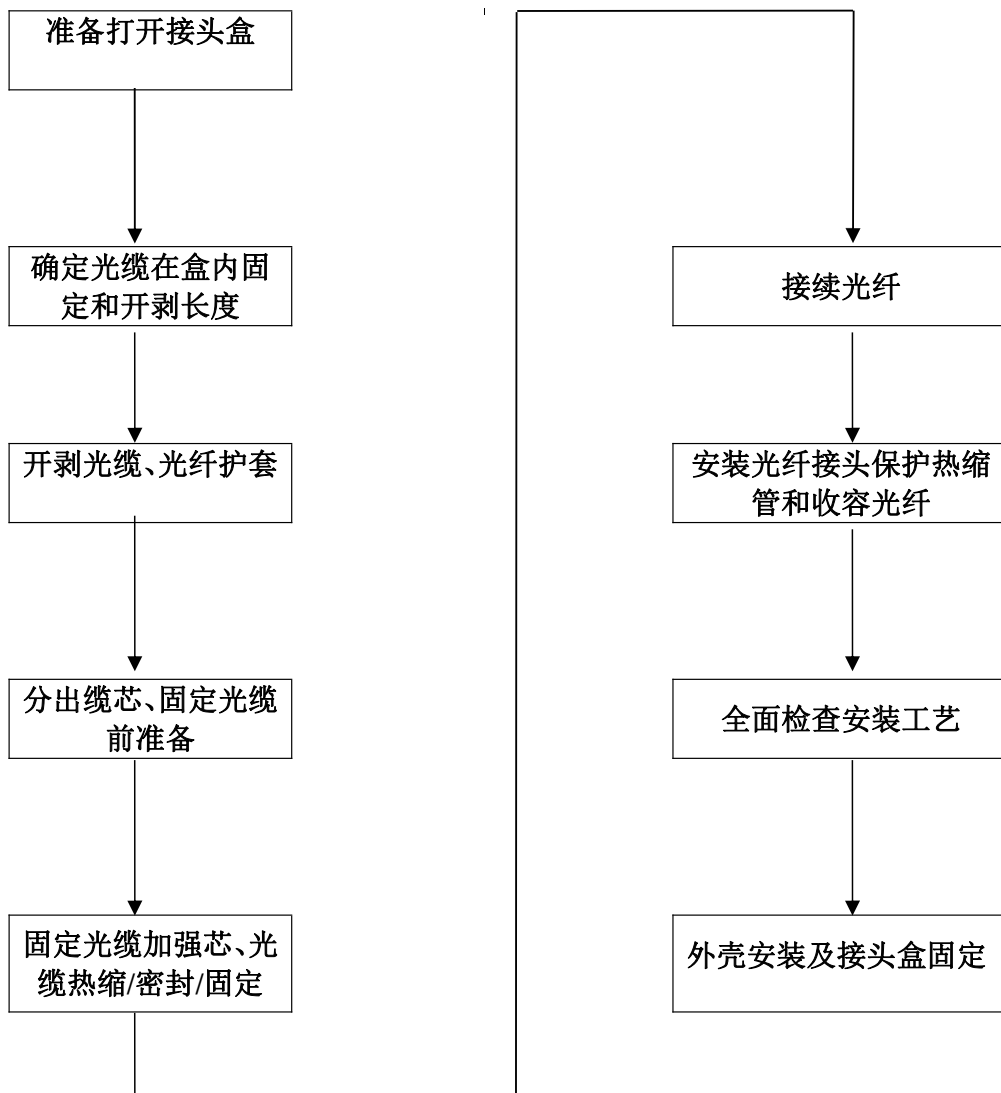 准备打开接头盒
确定光缆在盒内固
定和开剥长度
开剥光缆、光纤护套
分出缆芯、固定光缆
前准备
固定光缆加强芯、光
缆热缩/密封/固定
接续光纤
安装光纤接头保护热缩
管和收容光纤
全面检查安装工艺
外壳安装及接头盒固定